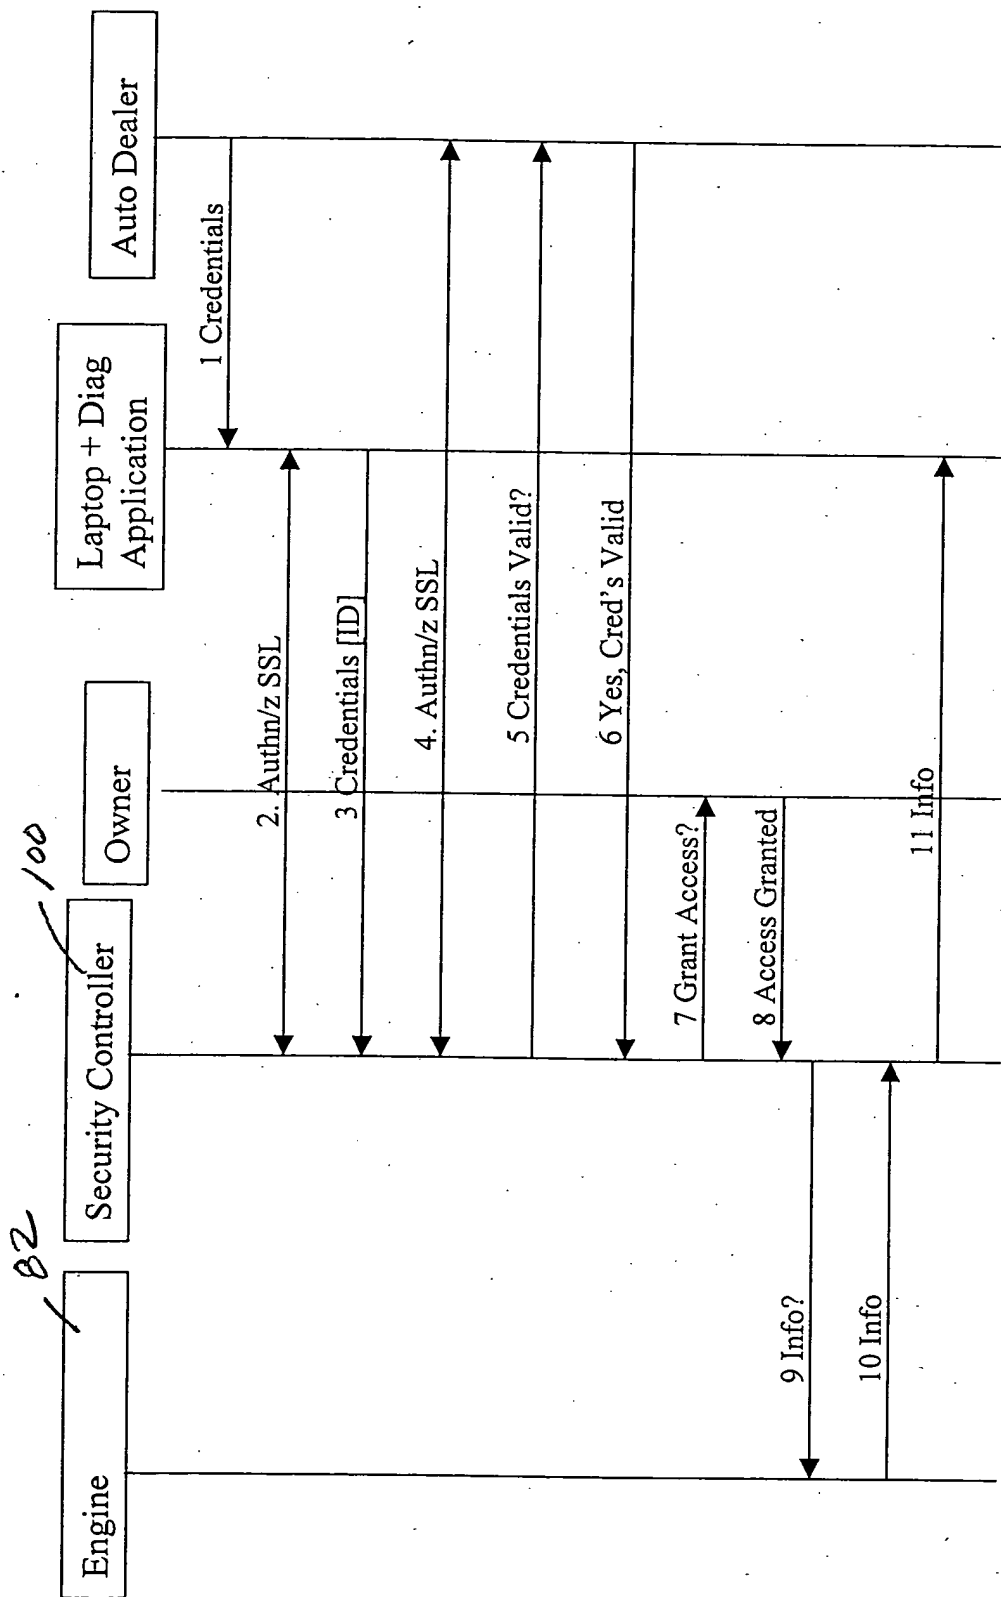 82
100
Engine
Security Controller
Owner
Laptop + Diag
Application
Auto Dealer
1 Credentials
2. Authn/z SSL
3 Credentials [ID]
4. Authn/z SSL
5 Credentials Valid?
6 Yes, Cred's Valid
7 Grant Access?
8 Access Granted
9 Info?
10 Info
11 Info